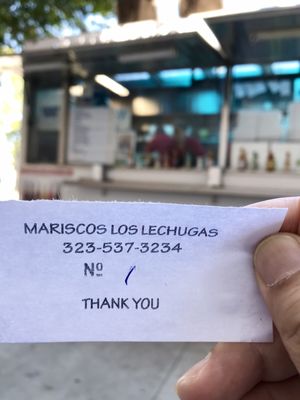 MARISCOS LOS LECHUGAS
323-537-3234
Nº 1
THANK YOU